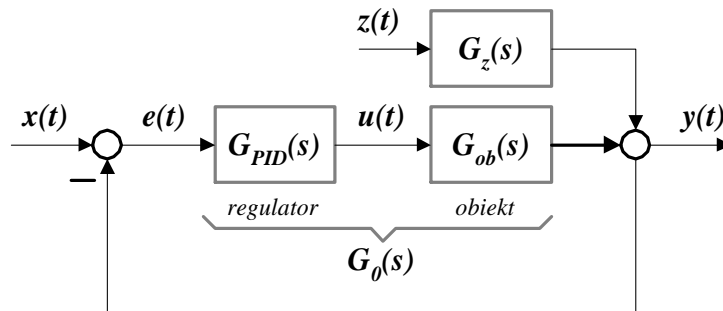 z(t)
G_z(s)
x(t)
e(t)
G_PID(s)
u(t)
G_ob(s)
y(t)
−
regulator
obiekt
G_0(s)